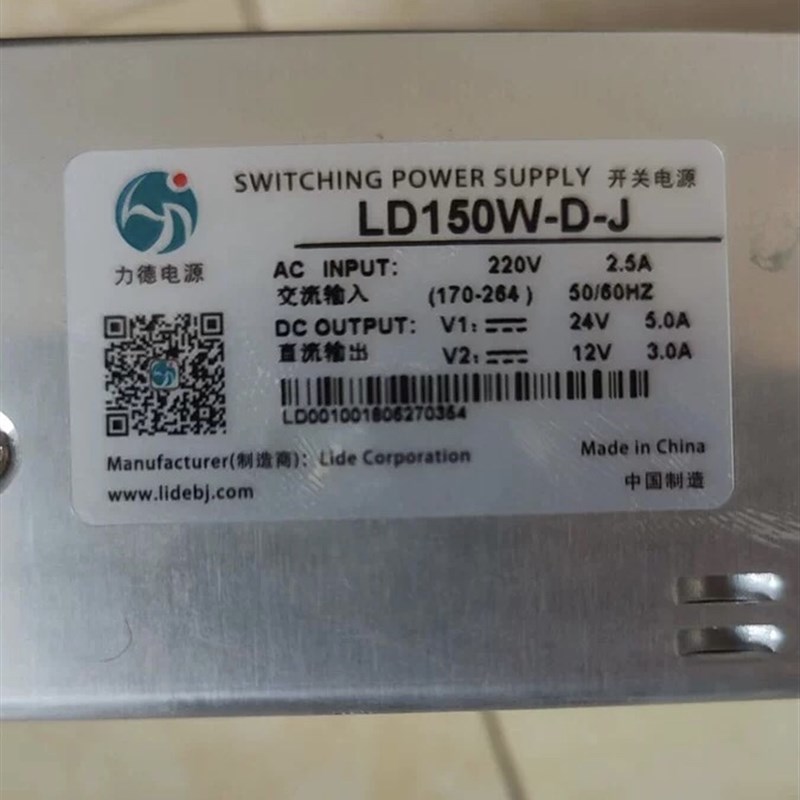 SWITCHING POWER SUPPLY 开关电源
LD150W-D-J
力德电源
AC INPUT: 220V 2.5A
交流输入 (170-264) 50/60HZ
DC OUTPUT: V1: 24V 5.0A
直流输出 V2: 12V 3.0A
LD001001806270354
Manufacturer(制造商): Lide Corporation
Made in China
www.lidebj.com
中国制造